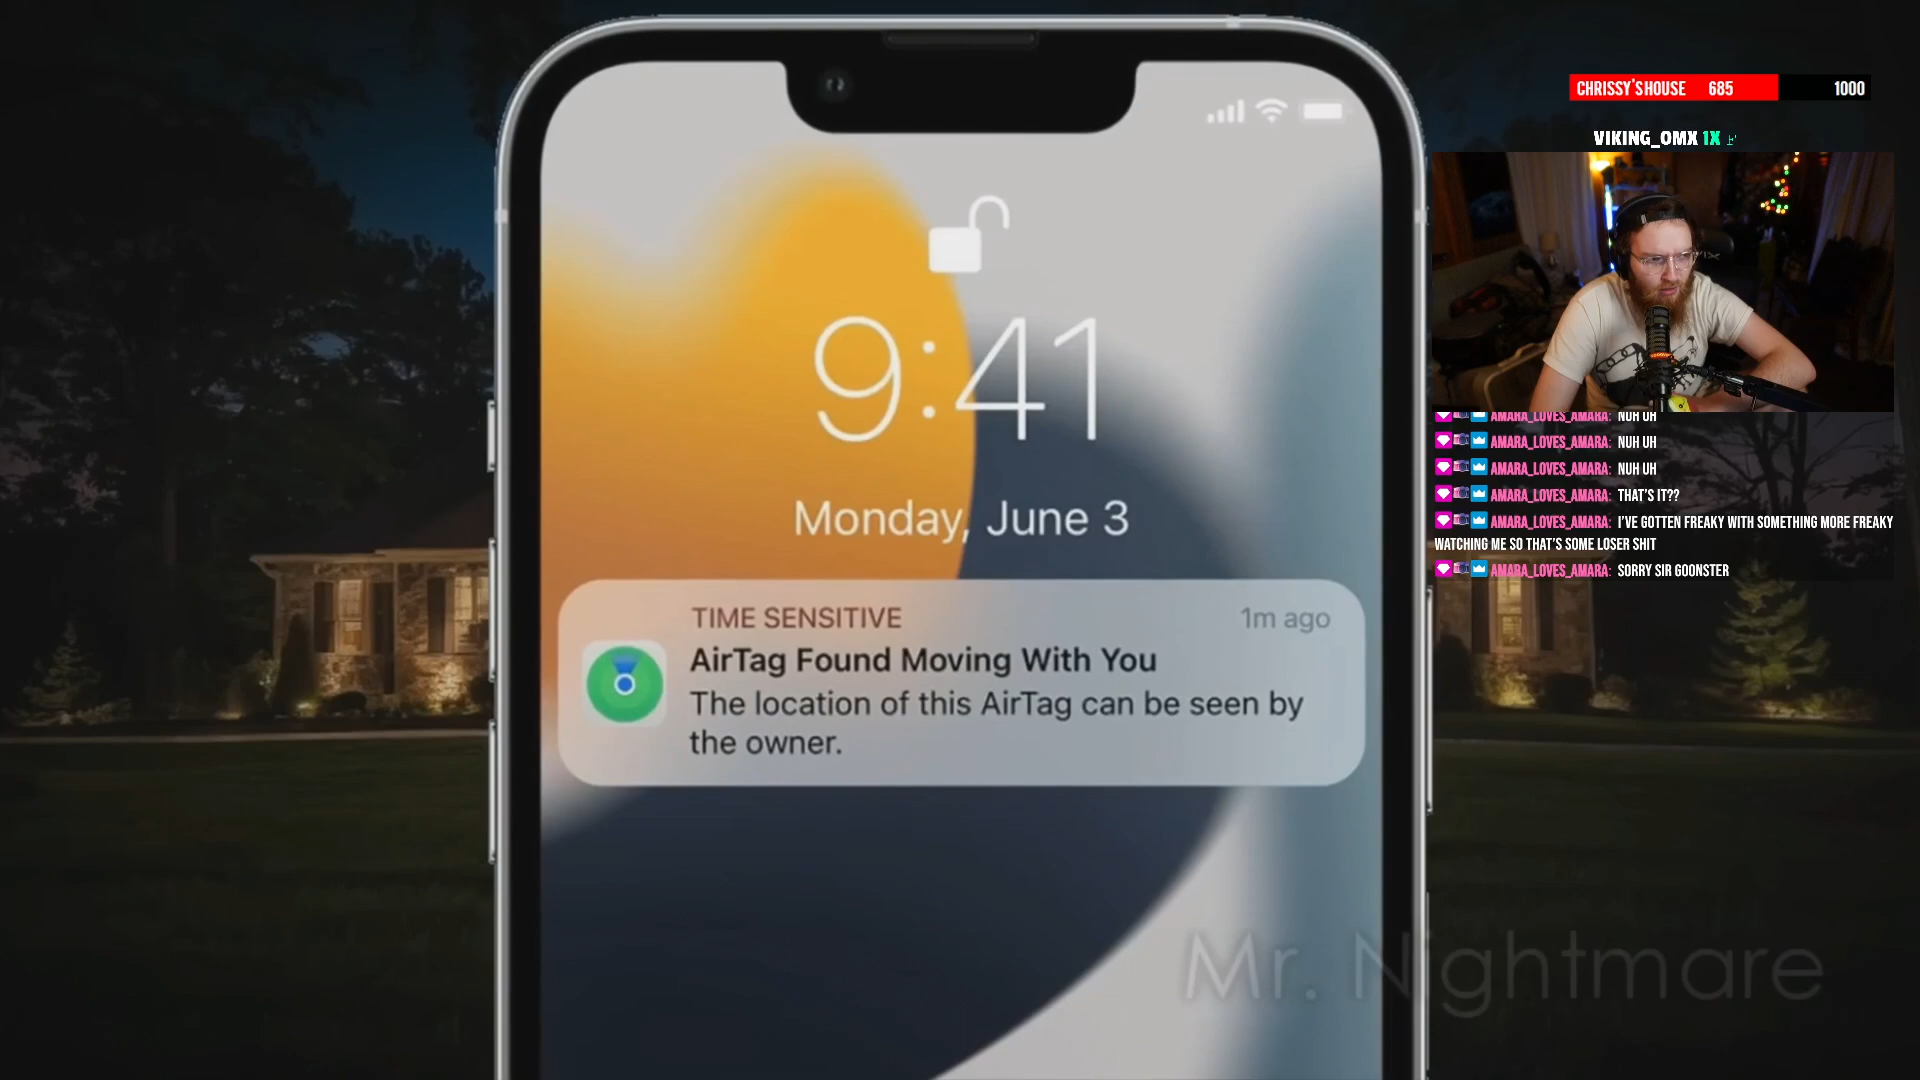 CHRISSY'S HOUSE 685 1000
VIKING_OMX 1X
9:41
Monday, June 3
TIME SENSITIVE 1m ago
AirTag Found Moving With You
The location of this AirTag can be seen by
the owner.
AMARA_LOVES_AMARA: NUH UH
AMARA_LOVES_AMARA: NUH UH
AMARA_LOVES_AMARA: NUH UH
AMARA_LOVES_AMARA: THAT'S IT??
AMARA_LOVES_AMARA: I'VE GOTTEN FREAKY WITH SOMETHING MORE FREAKY
WATCHING ME SO THAT'S SOME LOSER SHIT
AMARA_LOVES_AMARA: SORRY SIR GOONSTER
Mr. Nightmare